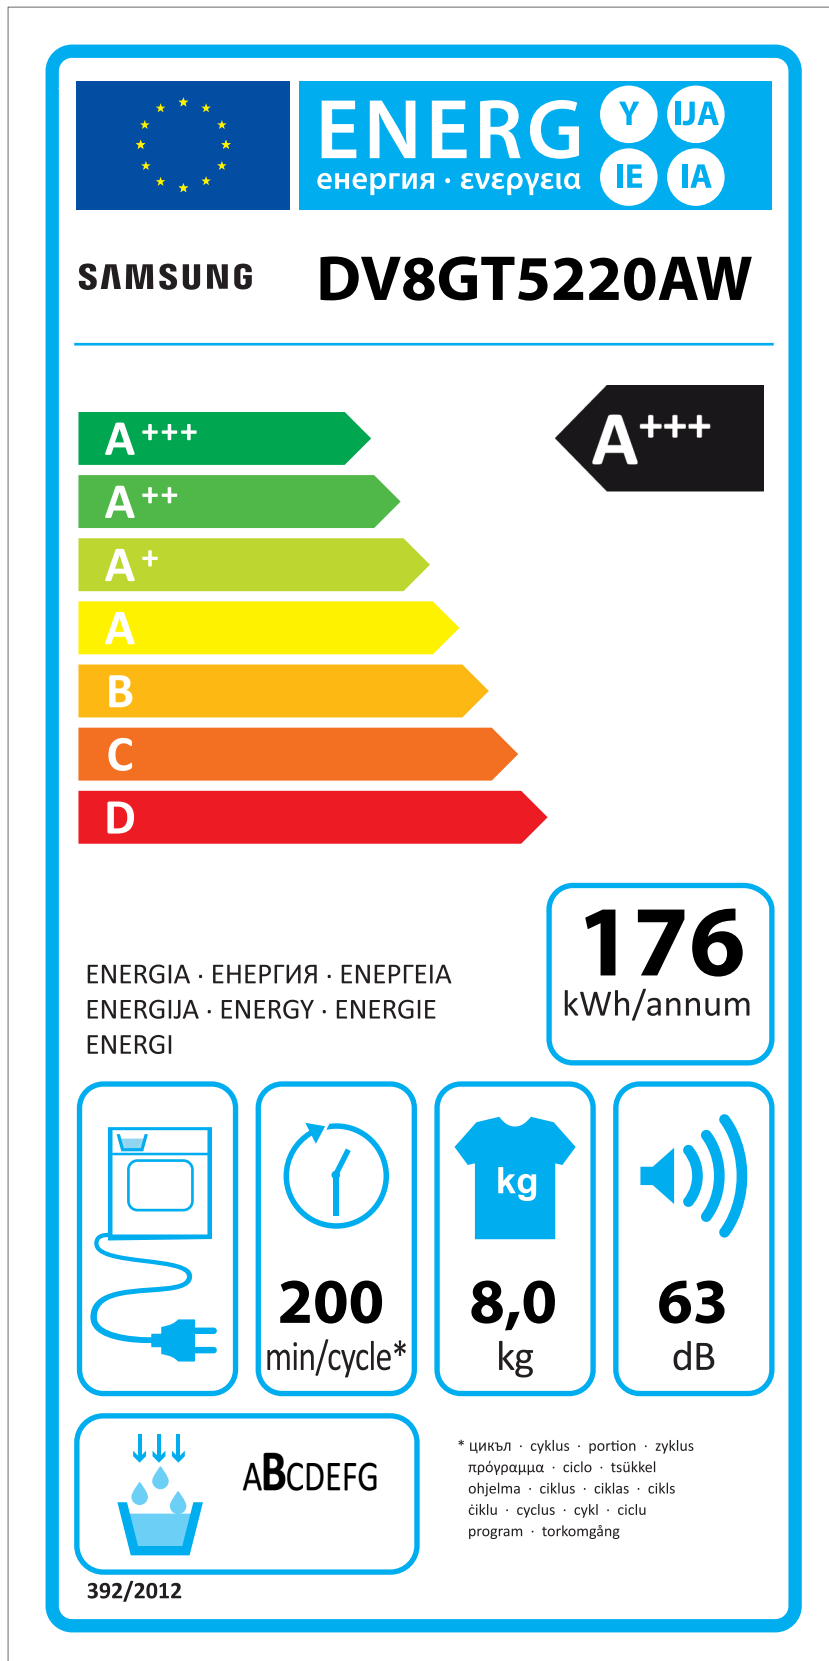 ENERG Y IJA
енергия · ενεργεια IE IA
SAMSUNG DV8GT5220AW
A+++
A+++
A++
A+
A
B
C
D
176
kWh/annum
ENERGIA · ЕНЕРГИЯ · ΕΝΕΡΓΕΙΑ
ENERGIJA · ENERGY · ENERGIE
ENERGI
kg
200
min/cycle*
8,0
kg
63
dB
ABCDEFG
* цикъл · cyklus · portion · zyklus
πρόγραμμα · ciclo · tsükkel
ohjelma · ciklus · ciklas · cikls
ċiklu · cyclus · cykl · ciclu
program · torkomgång
392/2012